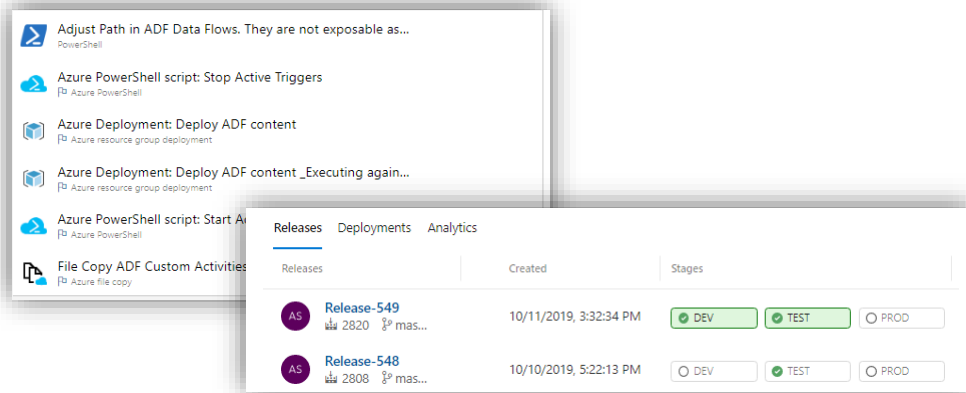 Adjust Path in ADF Data Flows. They are not exposable as...
PowerShell
Azure PowerShell script: Stop Active Triggers
Azure PowerShell
Azure Deployment: Deploy ADF content
Azure resource group deployment
Azure Deployment: Deploy ADF content _Executing again...
Azure resource group deployment
Azure PowerShell script: Start A
Azure PowerShell
File Copy ADF Custom Activities
Azure file copy
Releases Deployments Analytics
Releases Created Stages
AS Release-549 10/11/2019, 3:32:34 PM DEV TEST PROD
2820 mas...
AS Release-548 10/10/2019, 5:22:13 PM DEV TEST PROD
2808 mas...